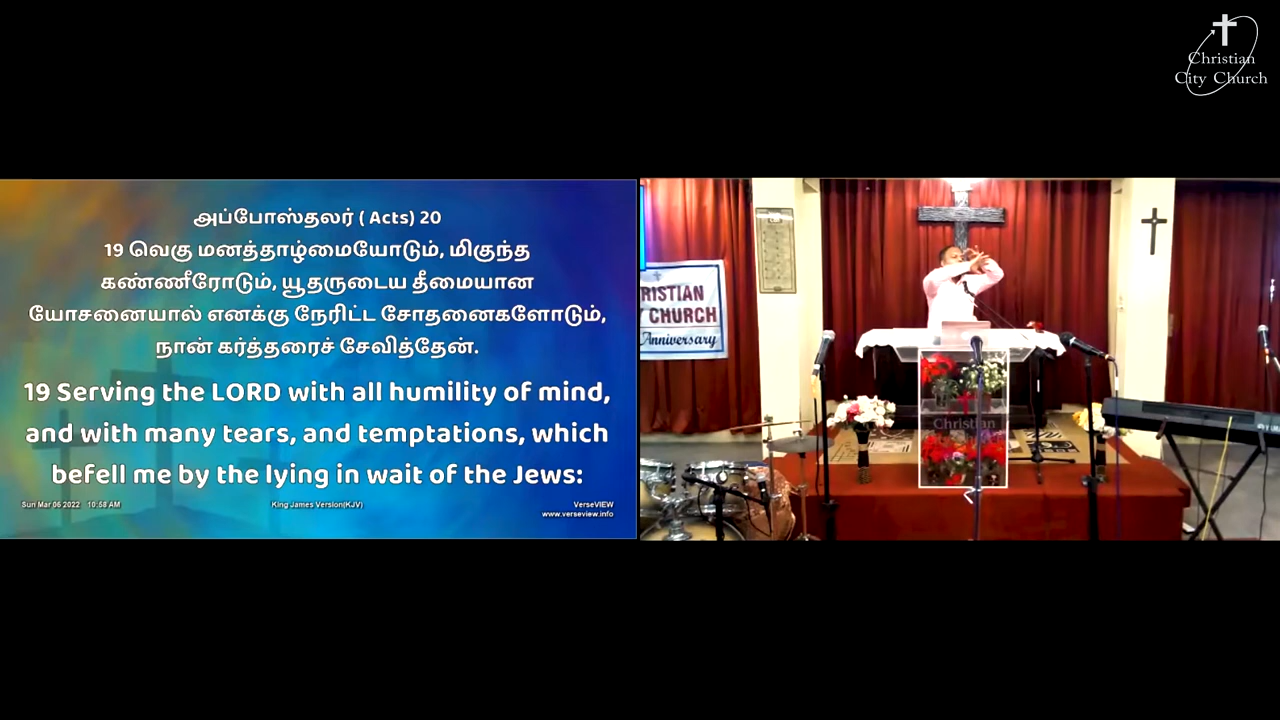 Christian
City Church
அப்போஸ்தலர் ( Acts) 20
19 வெகு மனத்தாழ்மையோடும், மிகுந்த
கண்ணீரோடும், யூதருடைய தீமையான
யோசனையால் எனக்கு நேரிட்ட சோதனைகளோடும்,
நான் கர்த்தரைச் சேவித்தேன்.
19 Serving the LORD with all humility of mind,
and with many tears, and temptations, which
befell me by the lying in wait of the Jews:
Sun Mar 06 2022 10:58 AM
King James Version(KJV)
VerseVIEW
www.verseview.info
RISTIAN
CHURCH
Anniversary
Christian